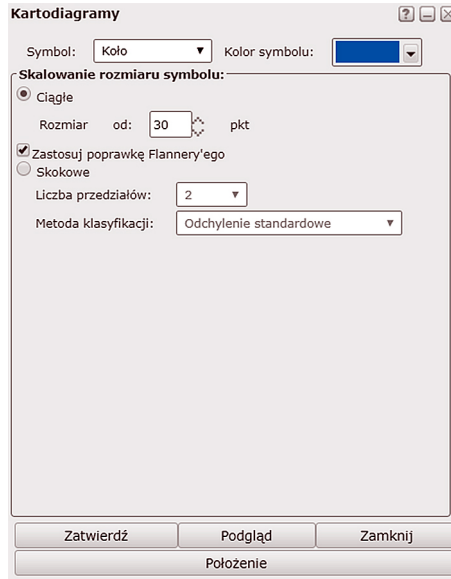 Kartodiagramy
Symbol: Koło Kolor symbolu:
Skalowanie rozmiaru symbolu:
Ciągłe
Rozmiar od: 30 pkt
Zastosuj poprawkę Flannery'ego
Skokowe
Liczba przedziałów: 2
Metoda klasyfikacji: Odchylenie standardowe
Zatwierdź Podgląd Zamknij
Położenie